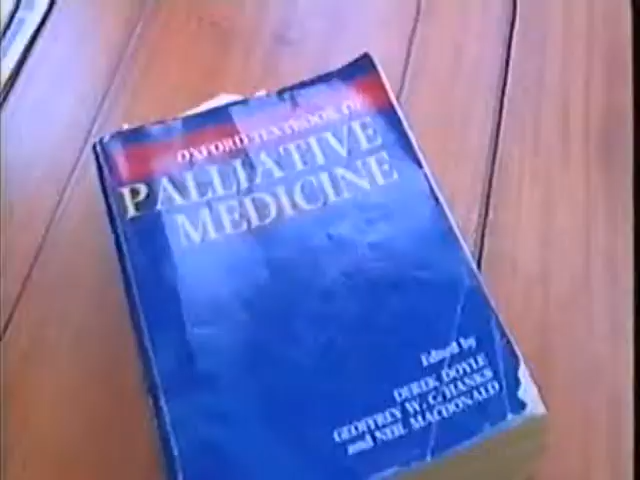 OXFORD TEXTBOOK OF
PALLIATIVE
MEDICINE
Edited by
DEREK DOYLE
GEOFFREY W. C. HANKS
and NEIL MACDONALD